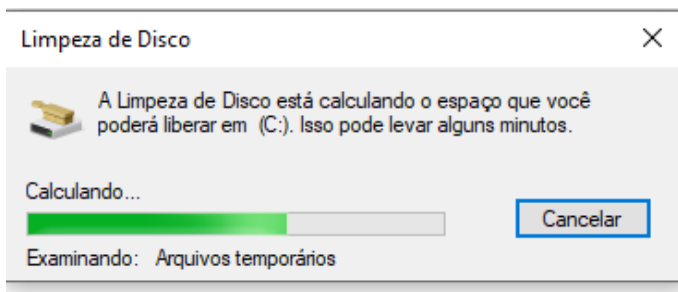 Limpeza de Disco
A Limpeza de Disco está calculando o espaço que você
poderá liberar em  (C:). Isso pode levar alguns minutos.
Calculando...
Cancelar
Examinando:   Arquivos temporários